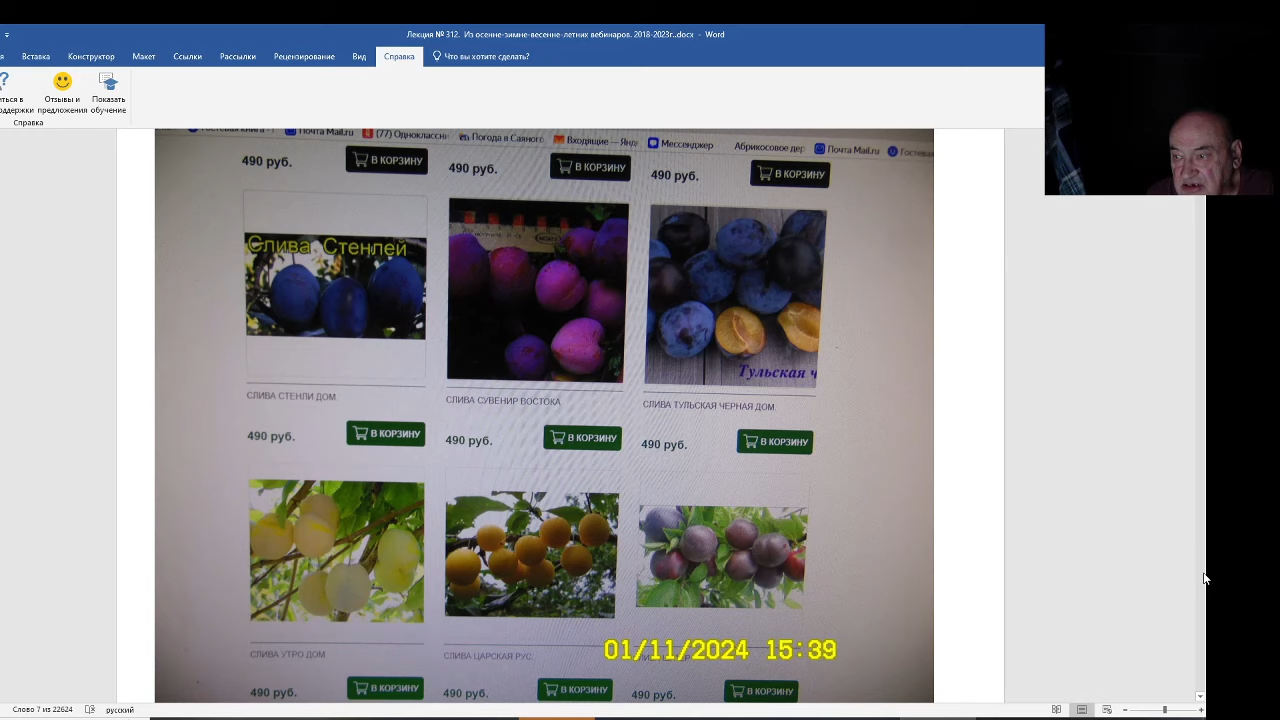 Лекция № 312.  Из осенне-зимне-весенне-летних вебинаров. 2018-2023г..docx  -  Word
Вставка Конструктор Макет Ссылки Рассылки Рецензирование Вид Справка Что вы хотите сделать?
Отзывы и предложения
Показать обучение
Справка
Почта Mail.ru (77) Одноклассни Погода в Саяног Входящие — Янд Мессенджер Абрикосовое дер Почта Mail.ru Гостевая
490 руб. В КОРЗИНУ 490 руб. В КОРЗИНУ 490 руб. В КОРЗИНУ
Слива Стенлей
Тульская ч
СЛИВА СТЕНЛИ ДОМ. СЛИВА СУВЕНИР ВОСТОКА. СЛИВА ТУЛЬСКАЯ ЧЕРНАЯ ДОМ.
490 руб. В КОРЗИНУ 490 руб. В КОРЗИНУ 490 руб. В КОРЗИНУ
01/11/2024 15:39
СЛИВА УТРО ДОМ СЛИВА ЦАРСКАЯ РУС.
490 руб. В КОРЗИНУ 490 руб. В КОРЗИНУ 490 руб. В КОРЗИНУ
Слово 7 из 22624 русский